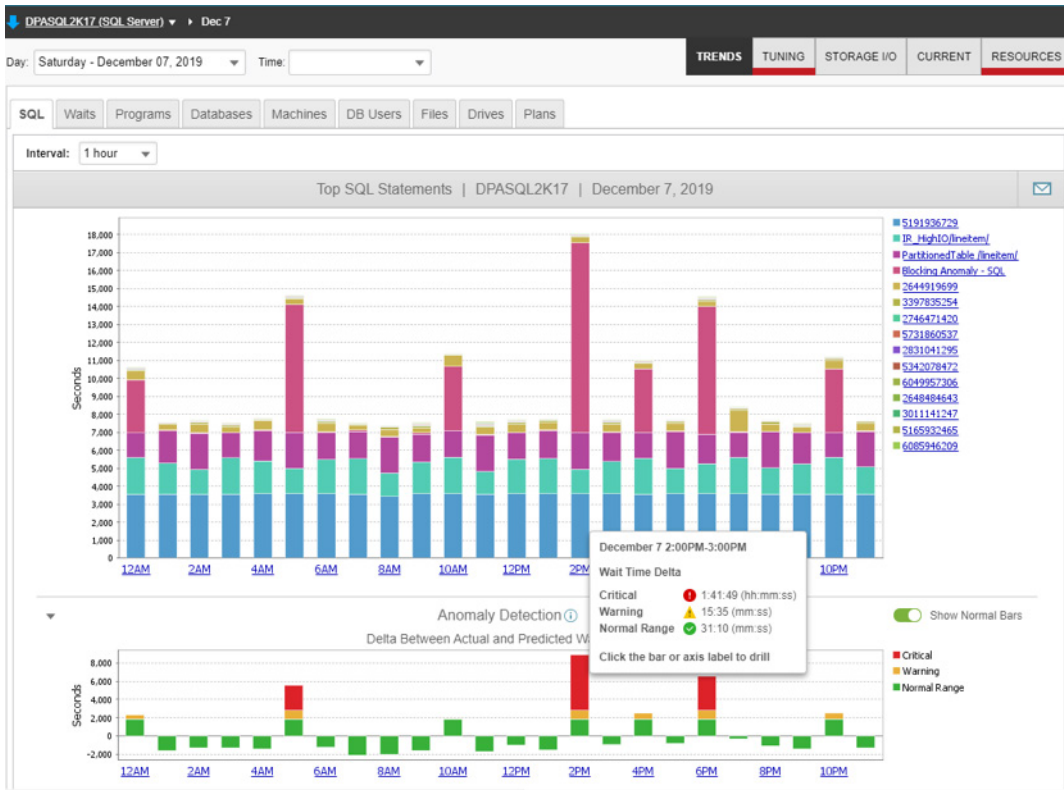 DPASQL2K17 (SQL Server) Dec 7
Day: Saturday - December 07, 2019 Time:
TRENDS TUNING STORAGE I/O CURRENT RESOURCES
SQL Waits Programs Databases Machines DB Users Files Drives Plans
Interval: 1 hour
Top SQL Statements | DPASQL2K17 | December 7, 2019
Seconds
18,000
17,000
16,000
15,000
14,000
13,000
12,000
11,000
10,000
9,000
8,000
7,000
6,000
5,000
4,000
3,000
2,000
1,000
0
12AM 2AM 4AM 6AM 8AM 10AM 12PM 2PM 10PM
5191936729
IR_HighIO/lineitem/
PartitionedTable /lineitem/
Blocking Anomaly - SQL
2644919699
3397835254
2746471420
5731860537
2831041295
5342078472
6049957306
2648484643
3011141247
5165932465
6085946209
December 7 2:00PM-3:00PM
Wait Time Delta
Critical 1:41:49 (hh:mm:ss)
Warning 15:35 (mm:ss)
Normal Range 31:10 (mm:ss)
Click the bar or axis label to drill
Anomaly Detection
Show Normal Bars
Delta Between Actual and Predicted
Seconds
8,000
6,000
4,000
2,000
0
-2,000
12AM 2AM 4AM 6AM 8AM 10AM 12PM 2PM 4PM 6PM 8PM 10PM
Critical
Warning
Normal Range